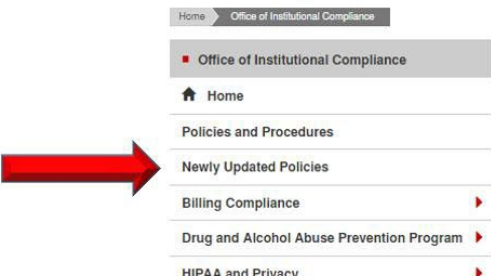 Home Office of Institutional Compliance
Office of Institutional Compliance
Home
Policies and Procedures
Newly Updated Policies
Billing Compliance
Drug and Alcohol Abuse Prevention Program
HIPAA and Privacy